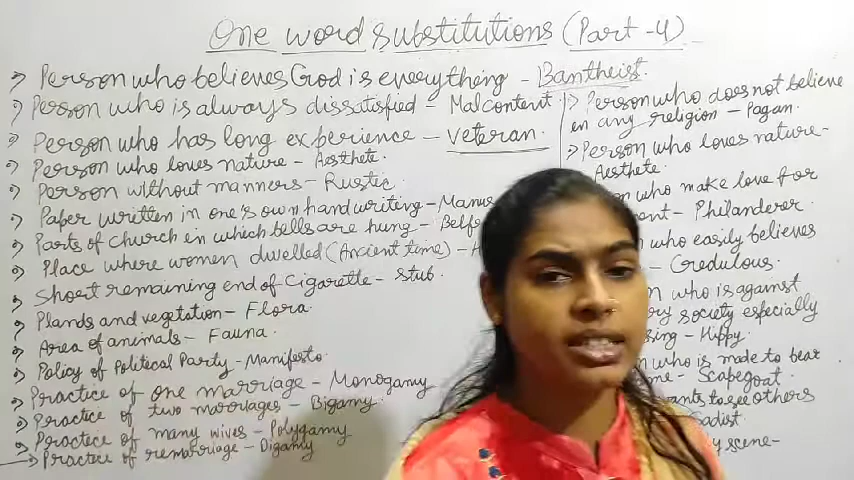 One word substitutions (Part-4)
Person who believes God is everything - Bantheist.
Person who is always dissatisfied - Malcontent
Person who has long experience - veteran.
Person who loves nature - Aesthete.
Person without manners - Rustic
Paper written in one's own handwriting - Manus
Parts of church in which bells are hung - Belf
Place where women dwelled (Ancient time) -
Short remaining end of Cigarette - Stub.
Plands and vegetation - Flora
Area of animals - Fauna.
Policy of Political Party - Manifesto
Practice of one marriage - Monogamy
Practice of two marriages - Bigamy.
Practice of many wives - Polygamy
Practice of remarriage - Digamy
Person who does not believe
in any religion - Pagan.
Person who loves nature -
Aesthete.
who make love for
- Philanderer.
who easily believes
- Credulous.
who is against
society especially
- Hippy.
who is made to bear
- Scapegoat
to see others
scene -